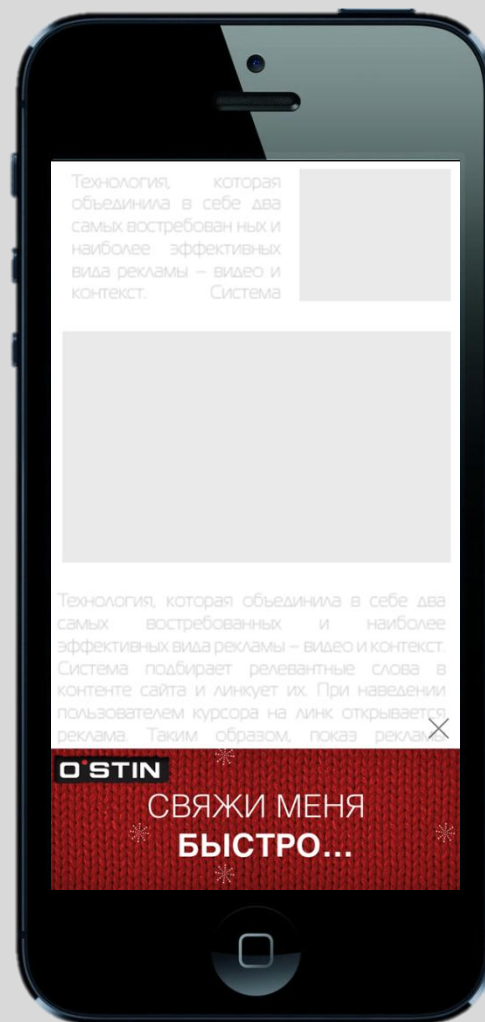 Технология, которая
объединила в себе два
самых востребован ных и
наиболее эффективных
вида рекламы – видео и
контекст. Система
Технология, которая объединила в себе два
самых востребованных и наиболее
эффективных вида рекламы – видео и контекст.
Система подбирает релевантные слова в
контенте сайта и линкует их. При наведении
пользователем курсора на линк открывается
реклама. Таким образом, показ рекламы
O'STIN
СВЯЖИ МЕНЯ
БЫСТРО...